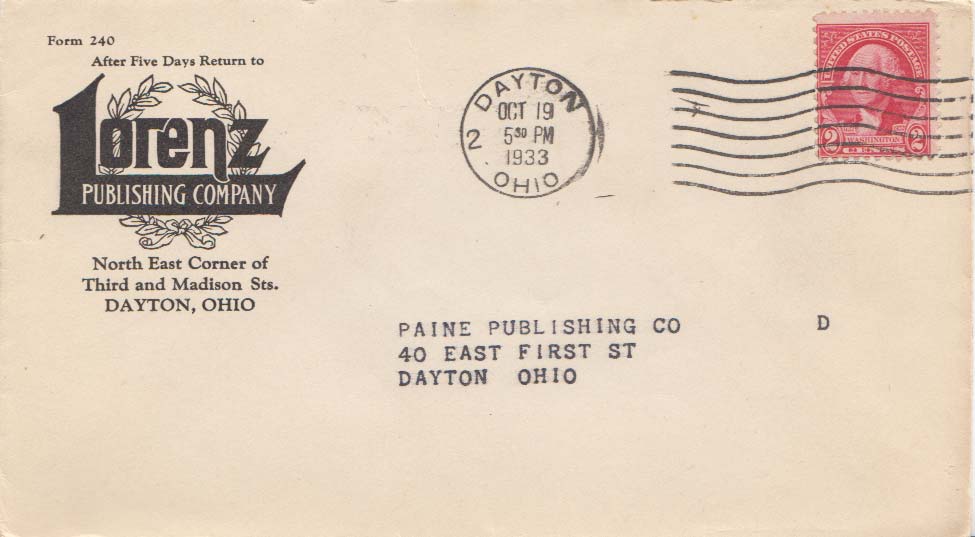 Form 240
After Five Days Return to
Lorenz
PUBLISHING COMPANY
North East Corner of
Third and Madison Sts.
DAYTON, OHIO
DAYTON
OCT 19
5 30 PM
2
1933
OHIO
UNITED STATES POSTAGE
WASHINGTON
2 2
PAINE PUBLISHING CO D
40 EAST FIRST ST
DAYTON OHIO